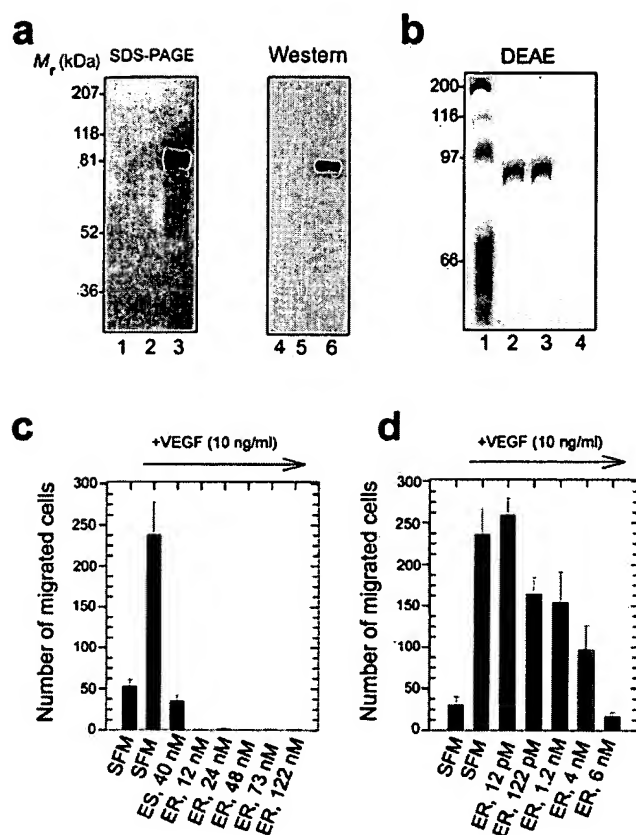 a
SDS-PAGE
Western
Mr (kDa)
207-
118-
81-
52-
36-
1 2 3
4 5 6
b
DEAE
200-
116-
97-
66-
1 2 3 4
c
+VEGF (10 ng/ml)
Number of migrated cells
300
250
200
150
100
50
0
SFM
SFM
ES, 40 nM
ER, 12 nM
ER, 24 nM
ER, 48 nM
ER, 73 nM
ER, 122 nM
d
+VEGF (10 ng/ml)
Number of migrated cells
300
250
200
150
100
50
0
SFM
SFM
ER, 12 pM
ER, 122 pM
ER, 1.2 nM
ER, 4 nM
ER, 6 nM